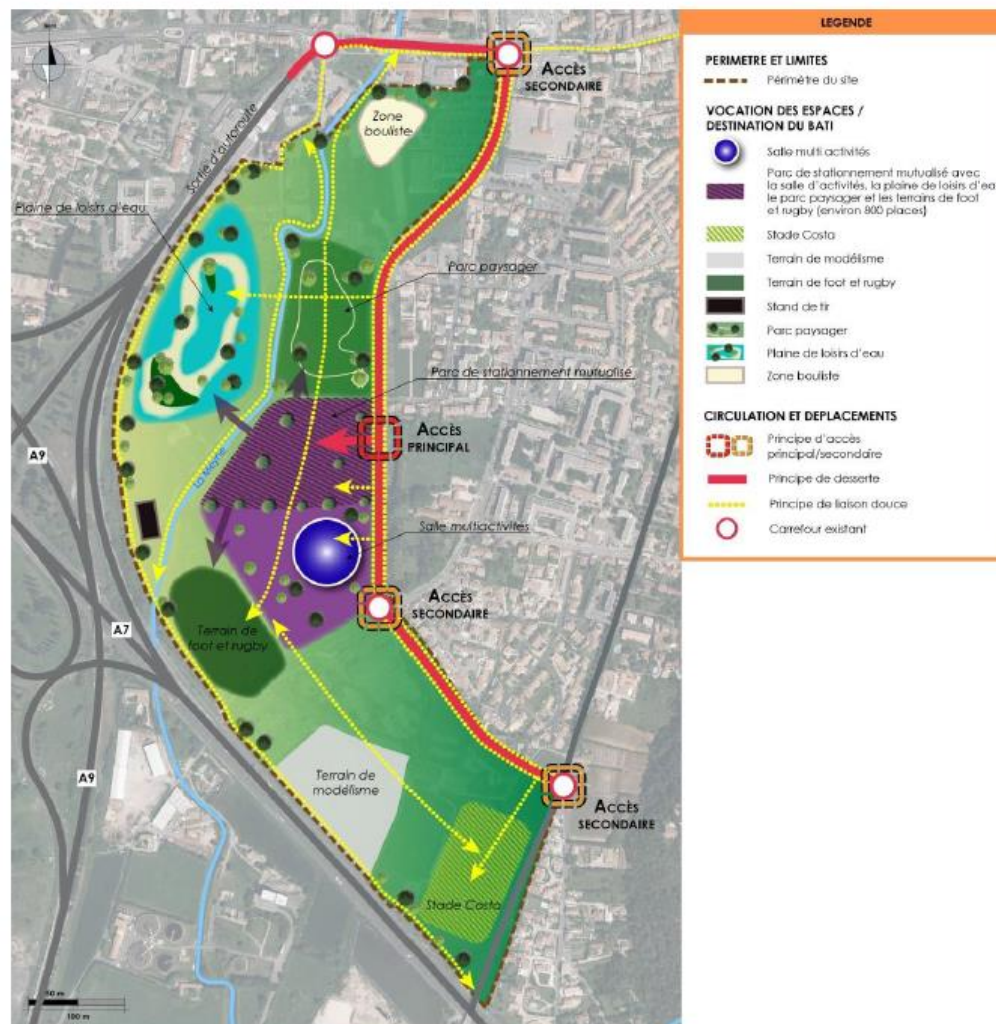 Nord
ACCÈS
SECONDAIRE
Zone
bouliste
Sortie d'autoroute
Plaine de loisirs d'eau
Parc paysager
Parc de stationnement mutualisé
ACCÈS
PRINCIPAL
A9
La Meyne
Salle multiactivités
ACCÈS
SECONDAIRE
A7
Terrain de
foot et rugby
A9
Terrain de
modélisme
ACCÈS
SECONDAIRE
Stade Costa
50 m
100 m
LEGENDE
PERIMETRE ET LIMITES
Périmètre du site
VOCATION DES ESPACES /
DESTINATION DU BATI
Salle multi activités
Parc de stationnement mutualisé avec
la salle d'activités, la plaine de loisirs d'ea
le parc paysager et les terrains de foot
et rugby (environ 800 places)
Stade Costa
Terrain de modélisme
Terrain de foot et rugby
Stand de tir
Parc paysager
Plaine de loisirs d'eau
Zone bouliste
CIRCULATION ET DEPLACEMENTS
Principe d'accès
principal/secondaire
Principe de desserte
Principe de liaison douce
Carrefour existant